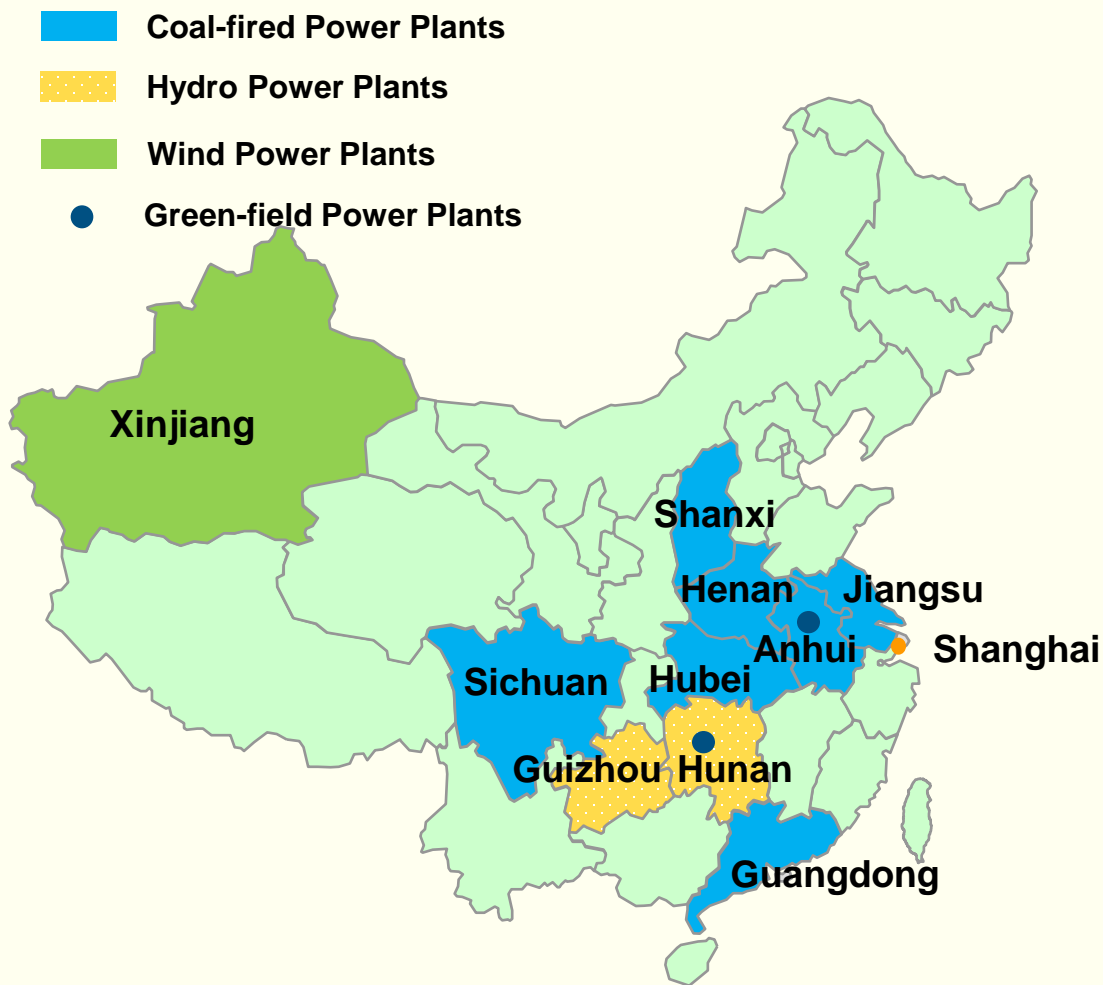 Coal-fired Power Plants
Hydro Power Plants
Wind Power Plants
Green-field Power Plants
Xinjiang
Shanxi
Henan
Jiangsu
Anhui
Shanghai
Sichuan
Hubei
Guizhou
Hunan
Guangdong